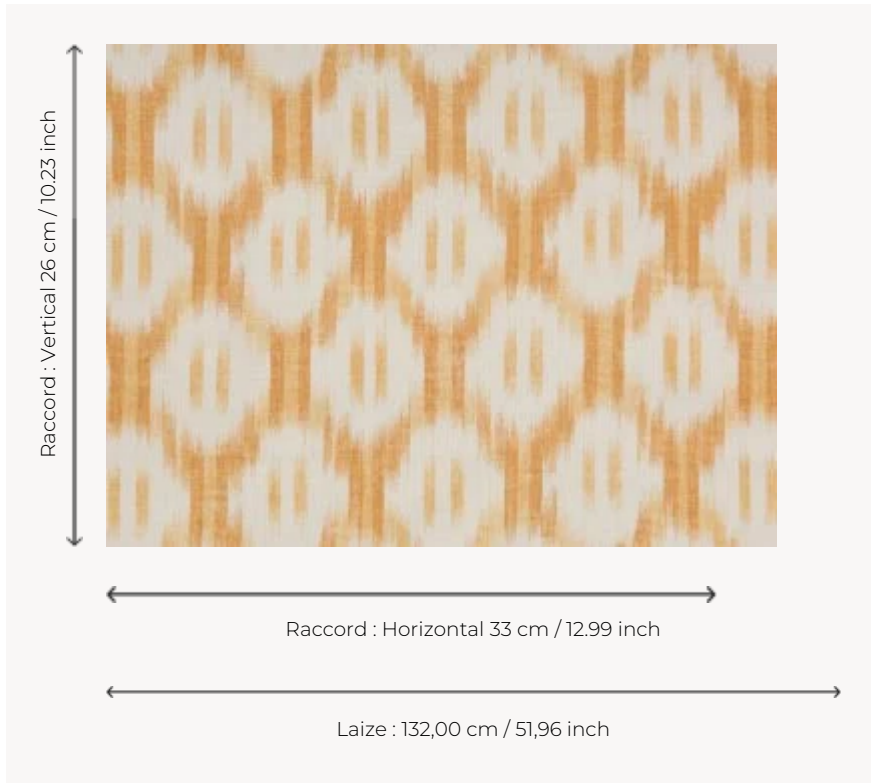 Raccord : Vertical 26 cm / 10.23 inch
Raccord : Horizontal 33 cm / 12.99 inch
Laize : 132,00 cm / 51,96 inch